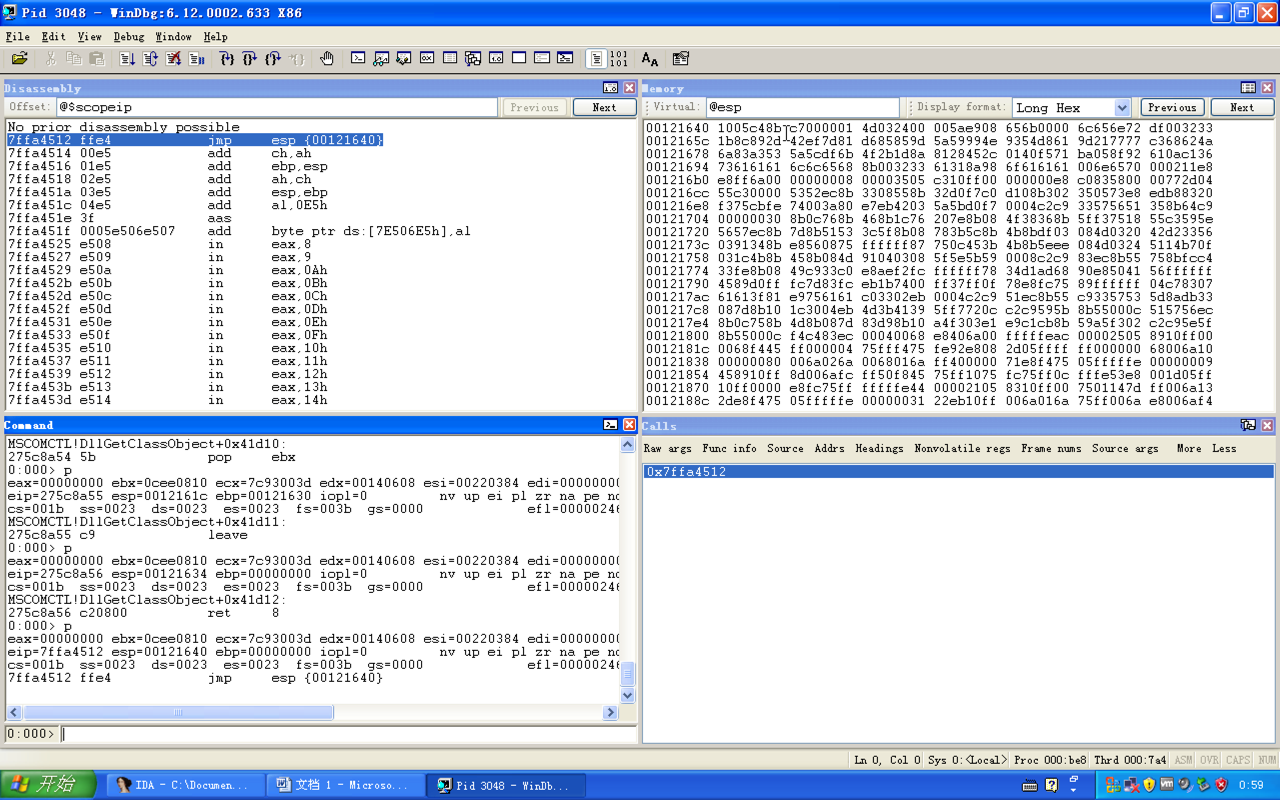 Pid 3048 - WinDbg:6.12.0002.633 X86
File Edit View Debug Window Help
Disassembly
Offset: @$scopeip Previous Next
No prior disassembly possible
7ffa4512 ffe4 jmp esp {00121640}
7ffa4514 00e5 add ch,ah
7ffa4516 01e5 add ebp,esp
7ffa4518 02e5 add ah,ch
7ffa451a 03e5 add esp,ebp
7ffa451c 04e5 add al,0E5h
7ffa451e 3f aas
7ffa451f 0005e506e507 add byte ptr ds:[7E506E5h],al
7ffa4525 e508 in eax,8
7ffa4527 e509 in eax,9
7ffa4529 e50a in eax,0Ah
7ffa452b e50b in eax,0Bh
7ffa452d e50c in eax,0Ch
7ffa452f e50d in eax,0Dh
7ffa4531 e50e in eax,0Eh
7ffa4533 e50f in eax,0Fh
7ffa4535 e510 in eax,10h
7ffa4537 e511 in eax,11h
7ffa4539 e512 in eax,12h
7ffa453b e513 in eax,13h
7ffa453d e514 in eax,14h
Memory
Virtual: @esp Display format: Long Hex Previous Next
00121640 1005c48b c7000001 4d032400 005ae908 656b0000 6c656e72 df003233
0012165c 1b8c892d 42ef7d81 d685859d 5a59994e 9354d861 9d217777 c368624a
00121678 6a83a353 5a5cdf6b 4f2b1d8a 8128452c 0140f571 ba058f92 610ac136
00121694 73616161 6c6c6568 8b003233 61318a98 6f616161 006e6570 000211e8
001216b0 e8ff6a00 00000008 00003505 c310ff00 000000e8 c0835800 00772d04
001216cc 55c30000 5352ec8b 3308558b 32d0f7c0 d108b302 350573e8 edb88320
001216e8 f375cbfe 74003a80 e7eb4203 5a5bd0f7 0004c2c9 33575651 358b64c9
00121704 00000030 8b0c768b 468b1c76 207e8b08 4f38368b 5ff37518 55c3595e
00121720 5657ec8b 7d8b5153 3c5f8b08 783b5c8b 4b8bdf03 084d0320 42d23356
0012173c 0391348b e8560875 ffffff87 750c453b 4b8b5eee 084d0324 5114b70f
00121758 031c4b8b 458b084d 91040308 5f5e5b59 0008c2c9 83ec8b55 758bfcc4
00121774 33fe8b08 49c933c0 e8aef2fc ffffff78 34d1ad68 90e85041 56ffffff
00121790 4589d0ff fc7d83fc eb1b7400 37ff0ff 78e8fc75 89ffffff 04c78307
001217ac 61613f81 e9756161 c03302eb 0004c2c9 51ec8b55 c9335753 5d8adb33
001217c8 087d8b10 1c3004eb 4d3b4139 5ff7720c c2c9595b 8b55000c 515756ec
001217e4 8b0c758b 4d8b087d 83d98b10 a4f303e1 e9c1cb8b 59a5f302 c2c95e5f
00121800 8b55000c cf4c483ec 00040068 e8406a00 fffffeac 00002505 8910ff00
0012181c 0068f445 ff000004 75fff475 fe92e808 2d05ffff ff000000 68006a10
00121838 00000080 006a026a 0068016a ff400000 71e8f475 05fffffe 00000009
00121854 458910ff 8d006afc ff50f845 75ff1075 fc75ff0c fffe53e8 001d05ff
00121870 10ff0000 e8fc75ff fffffe44 00002105 8310ff00 7501147d ff006a13
0012188c 2de8f475 05fffffe 00000031 22eb10ff 006a016a 75ff006a e8006af4
Command
MSCOMCTL!DllGetClassObject+0x41d10:
275c8a54 5b pop ebx
0:000> p
eax=00000000 ebx=0cee0810 ecx=7c93003d edx=00140608 esi=00220384 edi=00000000
eip=275c8a55 esp=0012161c ebp=00121630 iopl=0 nv up ei pl zr na pe nc
cs=001b ss=0023 ds=0023 es=0023 fs=003b gs=0000 efl=00000246
MSCOMCTL!DllGetClassObject+0x41d11:
275c8a55 c9 leave
0:000> p
eax=00000000 ebx=0cee0810 ecx=7c93003d edx=00140608 esi=00220384 edi=00000000
eip=275c8a56 esp=00121634 ebp=00000000 iopl=0 nv up ei pl zr na pe nc
cs=001b ss=0023 ds=0023 es=0023 fs=003b gs=0000 efl=00000246
MSCOMCTL!DllGetClassObject+0x41d12:
275c8a56 c20800 ret 8
0:000> p
eax=00000000 ebx=0cee0810 ecx=7c93003d edx=00140608 esi=00220384 edi=00000000
eip=7ffa4512 esp=00121640 ebp=00000000 iopl=0 nv up ei pl zr na pe nc
cs=001b ss=0023 ds=0023 es=0023 fs=003b gs=0000 efl=00000246
7ffa4512 ffe4 jmp esp {00121640}
0:000>
Calls
Raw args Func info Source Addrs Headings Nonvolatile regs Frame nums Source args More Less
0x7ffa4512
Ln 0, Col 0 Sys 0:<Local> Proc 000:be8 Thrd 000:7a4 ASM OVR CAPS NUM
开始 IDA - C:\Documen... 文档 1 - Microso... Pid 3048 - WinDb... 0:59